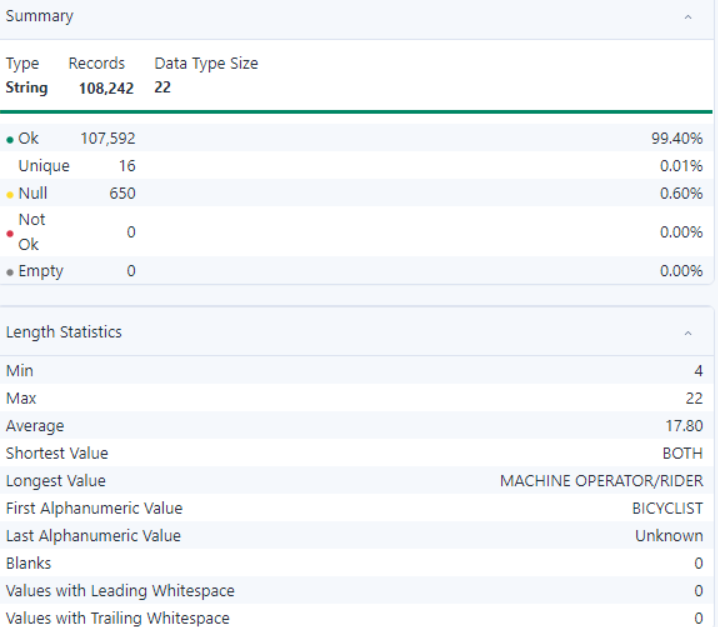 Summary
Type Records Data Type Size
String 108,242 22
Ok 107,592 99.40%
Unique 16 0.01%
Null 650 0.60%
Not
Ok 0 0.00%
Empty 0 0.00%
Length Statistics
Min 4
Max 22
Average 17.80
Shortest Value BOTH
Longest Value MACHINE OPERATOR/RIDER
First Alphanumeric Value BICYCLIST
Last Alphanumeric Value Unknown
Blanks 0
Values with Leading Whitespace 0
Values with Trailing Whitespace 0